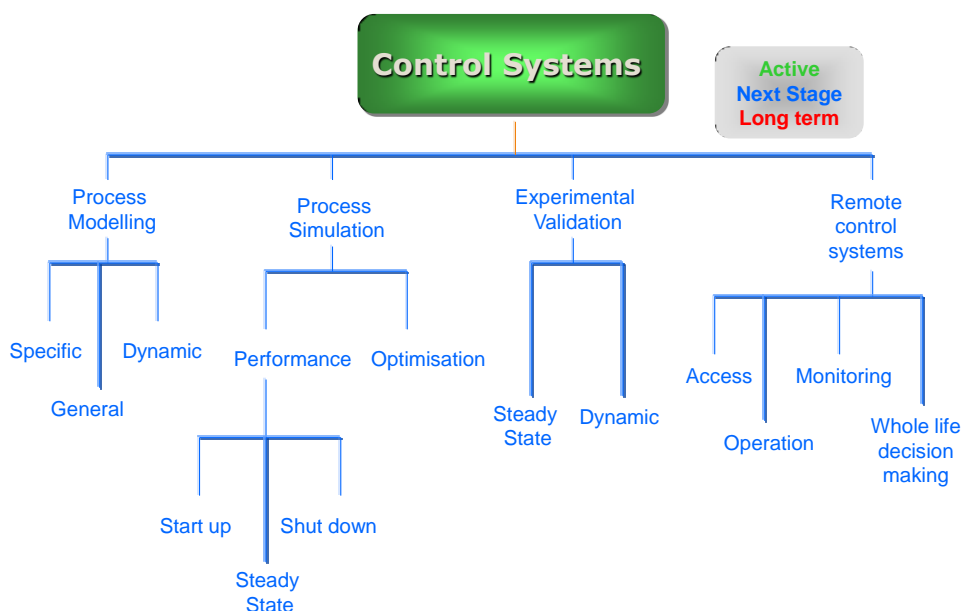 Control Systems
Active
Next Stage
Long term
Process
Modelling
Process
Simulation
Experimental
Validation
Remote
control
systems
Specific
Dynamic
General
Performance
Optimisation
Start up
Shut down
Steady
State
Steady
State
Dynamic
Access
Monitoring
Operation
Whole life
decision
making